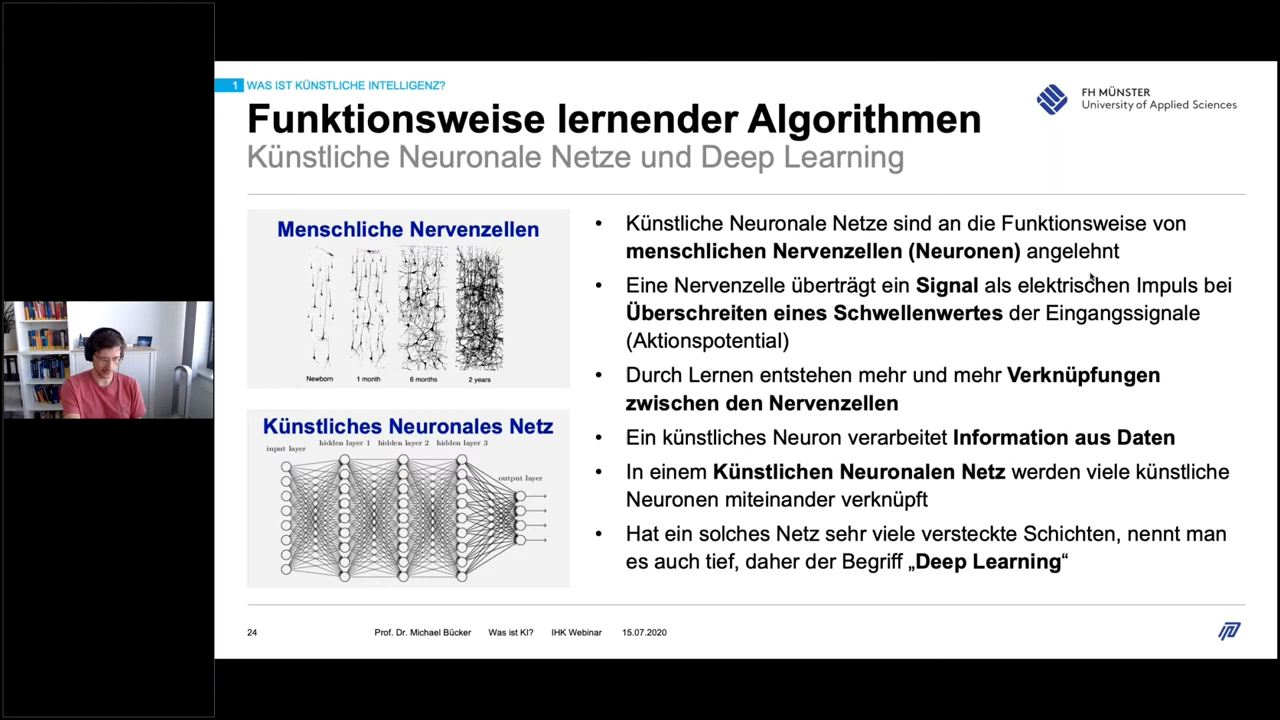 1 WAS IST KÜNSTLICHE INTELLIGENZ?
Funktionsweise lernender Algorithmen
Künstliche Neuronale Netze und Deep Learning
FH MÜNSTER
University of Applied Sciences
Menschliche Nervenzellen
Newborn 1 month 6 months 2 years
Künstliches Neuronales Netz
input layer hidden layer 1 hidden layer 2 hidden layer 3 output layer
• Künstliche Neuronale Netze sind an die Funktionsweise von
menschlichen Nervenzellen (Neuronen) angelehnt
• Eine Nervenzelle überträgt ein Signal als elektrischen Impuls bei
Überschreiten eines Schwellenwertes der Eingangssignale
(Aktionspotential)
• Durch Lernen entstehen mehr und mehr Verknüpfungen
zwischen den Nervenzellen
• Ein künstliches Neuron verarbeitet Information aus Daten
• In einem Künstlichen Neuronalen Netz werden viele künstliche
Neuronen miteinander verknüpft
• Hat ein solches Netz sehr viele versteckte Schichten, nennt man
es auch tief, daher der Begriff „Deep Learning“
24 Prof. Dr. Michael Bücker Was ist KI? IHK Webinar 15.07.2020